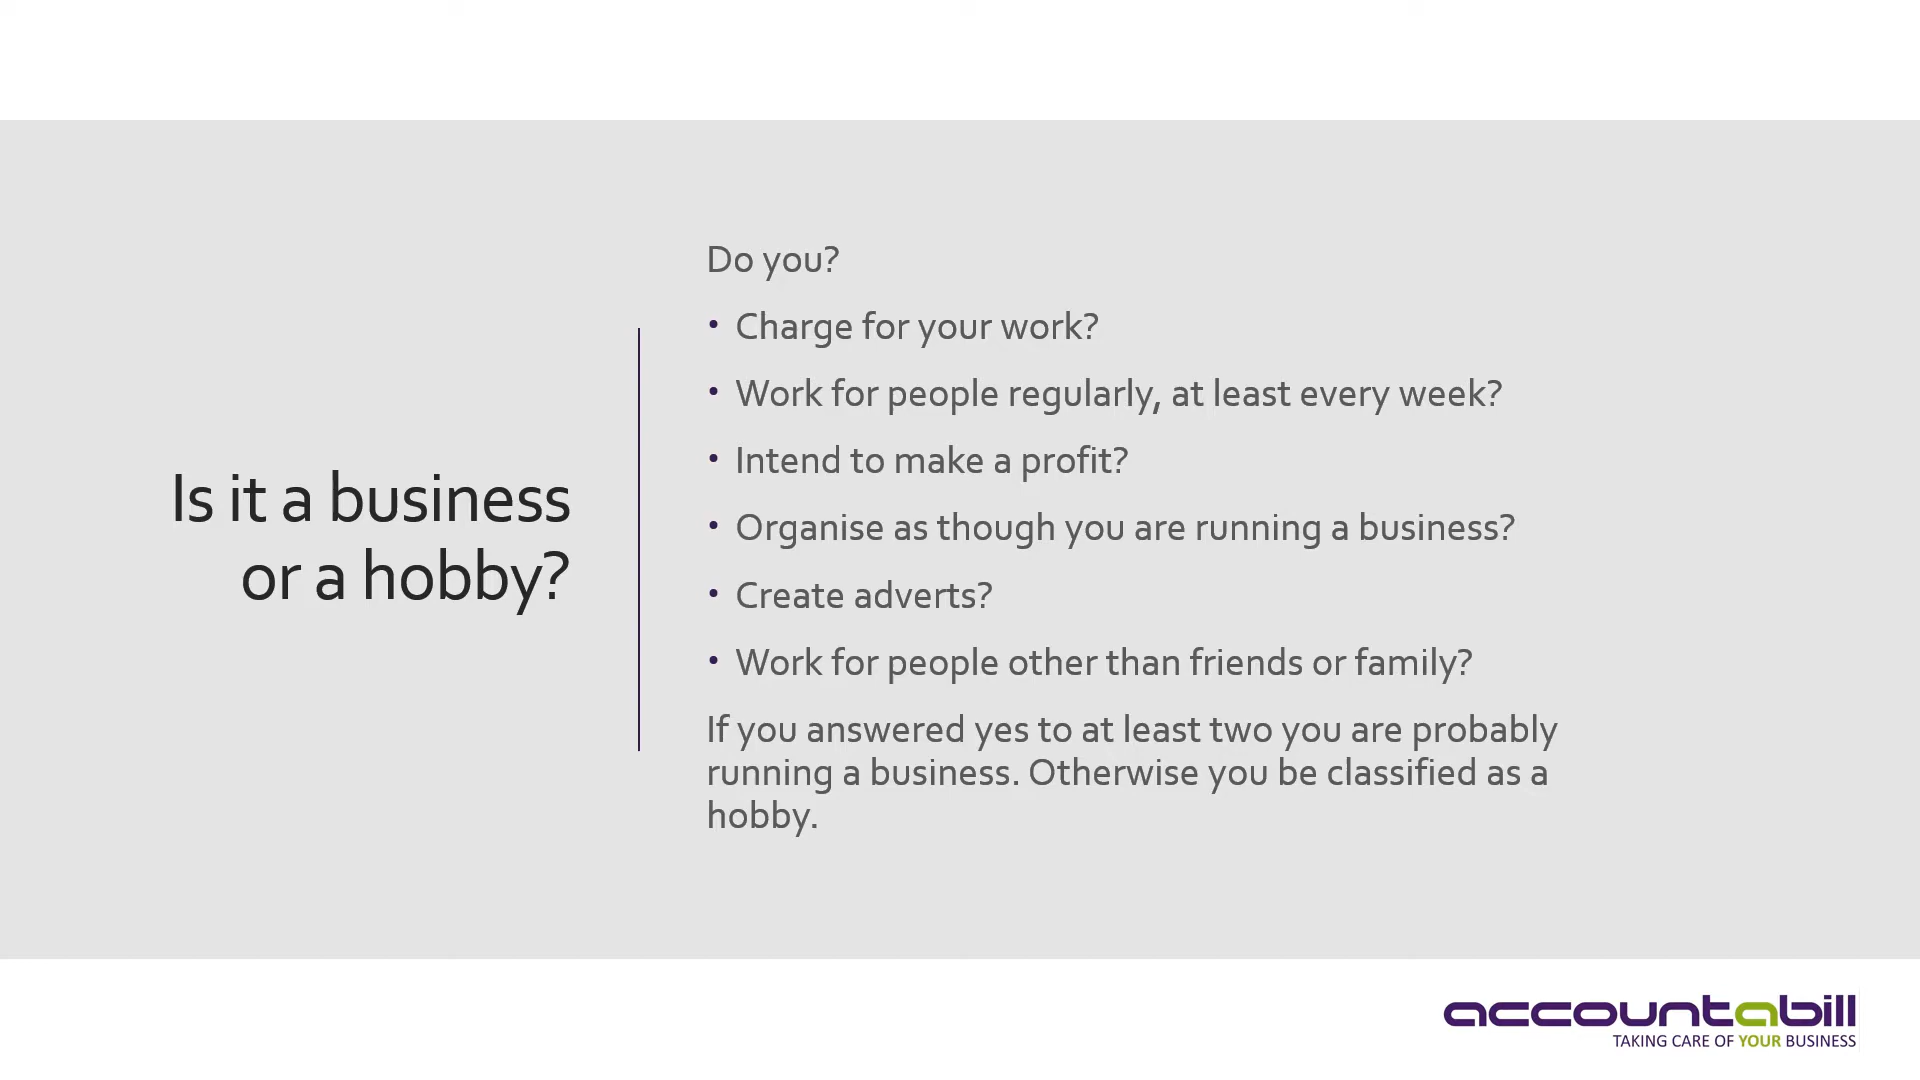 Is it a business
or a hobby?
Do you?
• Charge for your work?
• Work for people regularly, at least every week?
• Intend to make a profit?
• Organise as though you are running a business?
• Create adverts?
• Work for people other than friends or family?
If you answered yes to at least two you are probably
running a business. Otherwise you be classified as a
hobby.
accountabill
TAKING CARE OF YOUR BUSINESS